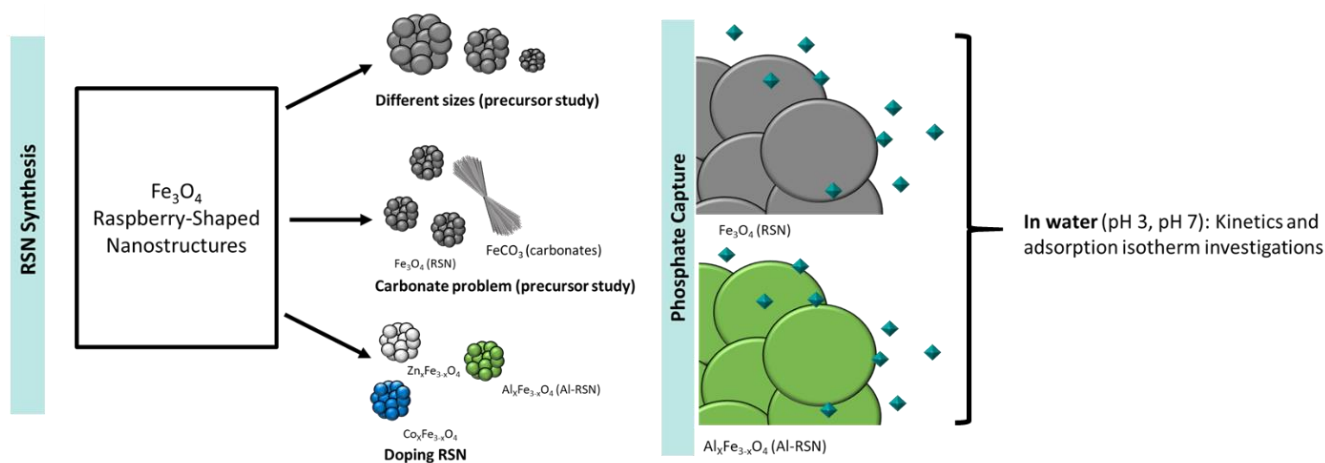 RSN Synthesis
Fe₃O₄
Raspberry-Shaped
Nanostructures
Different sizes (precursor study)
Fe₃O₄ (RSN)
FeCO₃ (carbonates)
Carbonate problem (precursor study)
ZnₓFe₃₋ₓO₄
AlₓFe₃₋ₓO₄ (Al-RSN)
CoₓFe₃₋ₓO₄
Doping RSN
Phosphate Capture
Fe₃O₄ (RSN)
AlₓFe₃₋ₓO₄ (Al-RSN)
In water (pH 3, pH 7): Kinetics and
adsorption isotherm investigations